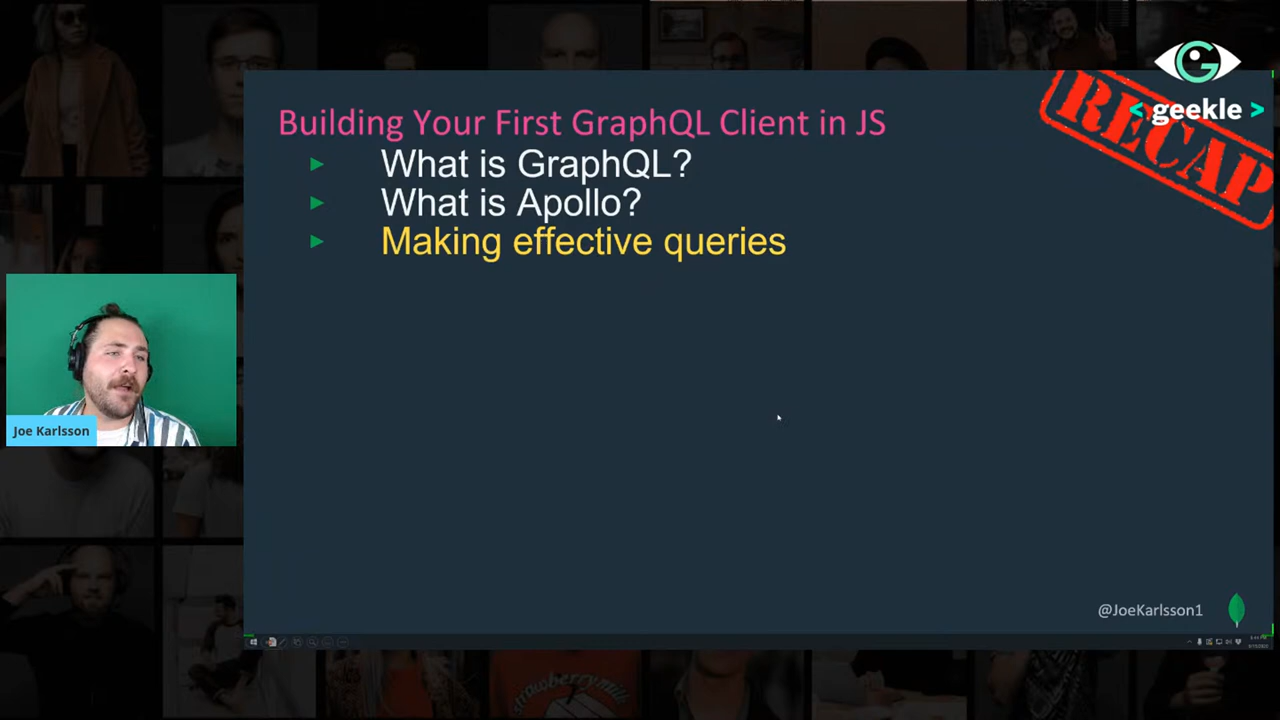 Building Your First GraphQL Client in JS
What is GraphQL?
What is Apollo?
Making effective queries
RECAP
< geekle >
Joe Karlsson
@JoeKarlsson1